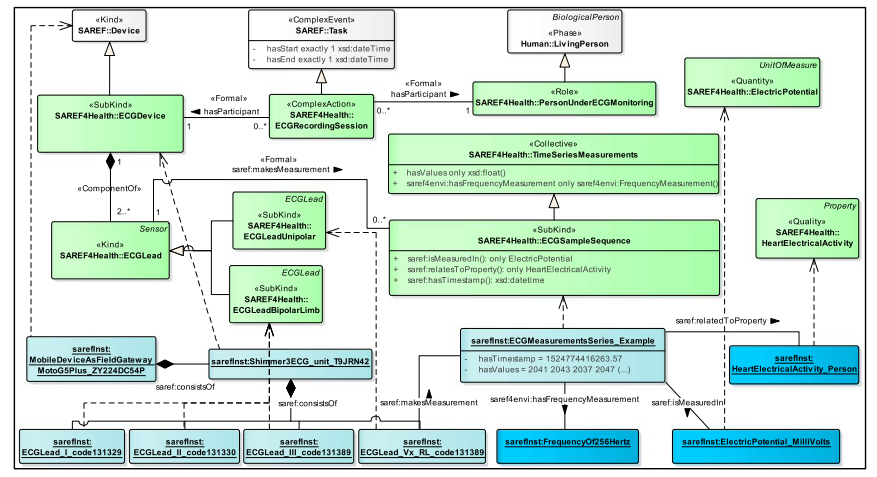 «Kind»
SAREF::Device
«ComplexEvent»
SAREF::Task
- hasStart exactly 1 xsd:dateTime
- hasEnd exactly 1 xsd:dateTime
BiologicalPerson
«Phase»
Human::LivingPerson
UnitOfMeasure
«Quantity»
SAREF4Health::ElectricPotential
«SubKind»
SAREF4Health::ECGDevice
«Formal»
hasParticipant
1
0..*
«ComplexAction»
SAREF4Health::
ECGRecordingSession
«Formal»
hasParticipant
0..*
1
«Role»
SAREF4Health::PersonUnderECGMonitoring
«Collective»
SAREF4Health::TimeSeriesMeasurements
+ hasValues only xsd:float()
+ saref4envi:hasFrequencyMeasurement only saref4envi:FrequencyMeasurement()
1
«Formal»
saref:makesMeasurement
«ComponentOf»
2..*
1
0..*
Sensor
«Kind»
SAREF4Health::ECGLead
ECGLead
«SubKind»
SAREF4Health::
ECGLeadUnipolar
ECGLead
«SubKind»
SAREF4Health::
ECGLeadBipolarLimb
«SubKind»
SAREF4Health::ECGSampleSequence
+ saref:isMeasuredIn(): only ElectricPotential
+ saref:relatesToProperty(): only HeartElectricalActivity
+ saref:hasTimestamp(): xsd:datetime
Property
«Quality»
SAREF4Health::
HeartElectricalActivity
sarefInst:
MobileDeviceAsFieldGateway
MotoG5Plus_ZY224DC54P
saref:consistsOf
sarefInst:Shimmer3ECG_unit_T9JRN42
saref:consistsOf
sarefInst:ECGMeasurementsSeries_Example
- hasTimestamp = 1524774416263.57
- hasValues = 2041 2043 2037 2047 (...)
saref:relatedToProperty
sarefInst:
HeartElectricalActivity_Person
saref:makesMeasurement
saref4envi:hasFrequencyMeasurement
saref:isMeasuredIn
sarefInst:
ECGLead_I_code131329
sarefInst:
ECGLead_II_code131330
sarefInst:
ECGLead_III_code131389
sarefInst:
ECGLead_Vx_RL_code131389
sarefInst:FrequencyOf256Hertz
sarefInst:ElectricPotential_MilliVolts